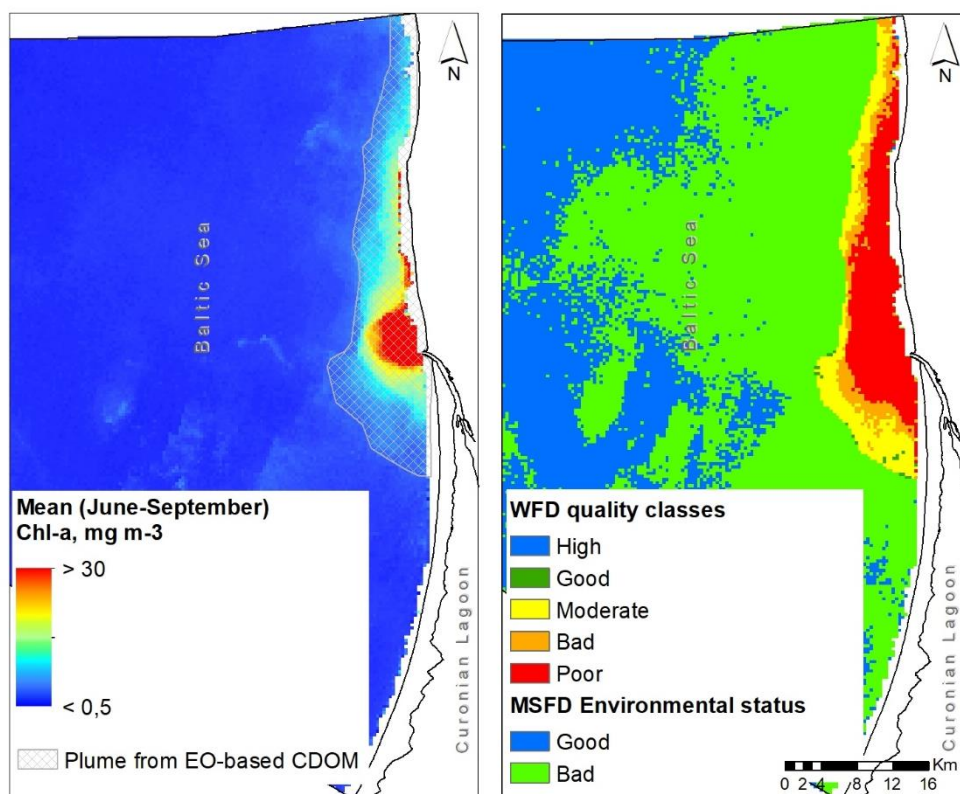 N
Baltic Sea
Mean (June-September)
Chl-a, mg m-3
> 30
< 0,5
Plume from EO-based CDOM
Curonian Lagoon
N
Baltic Sea
WFD quality classes
High
Good
Moderate
Bad
Poor
MSFD Environmental status
Good
Bad
Curonian Lagoon
Km
0 2 4 8 12 16